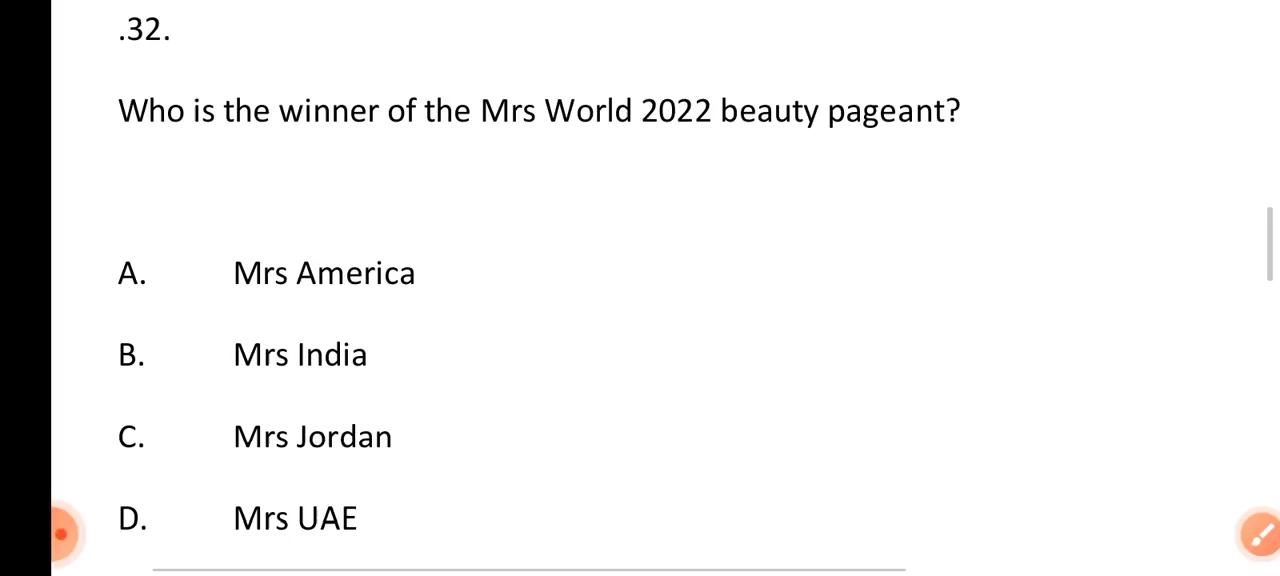 .32.
Who is the winner of the Mrs World 2022 beauty pageant?
A. Mrs America
B. Mrs India
C. Mrs Jordan
D. Mrs UAE